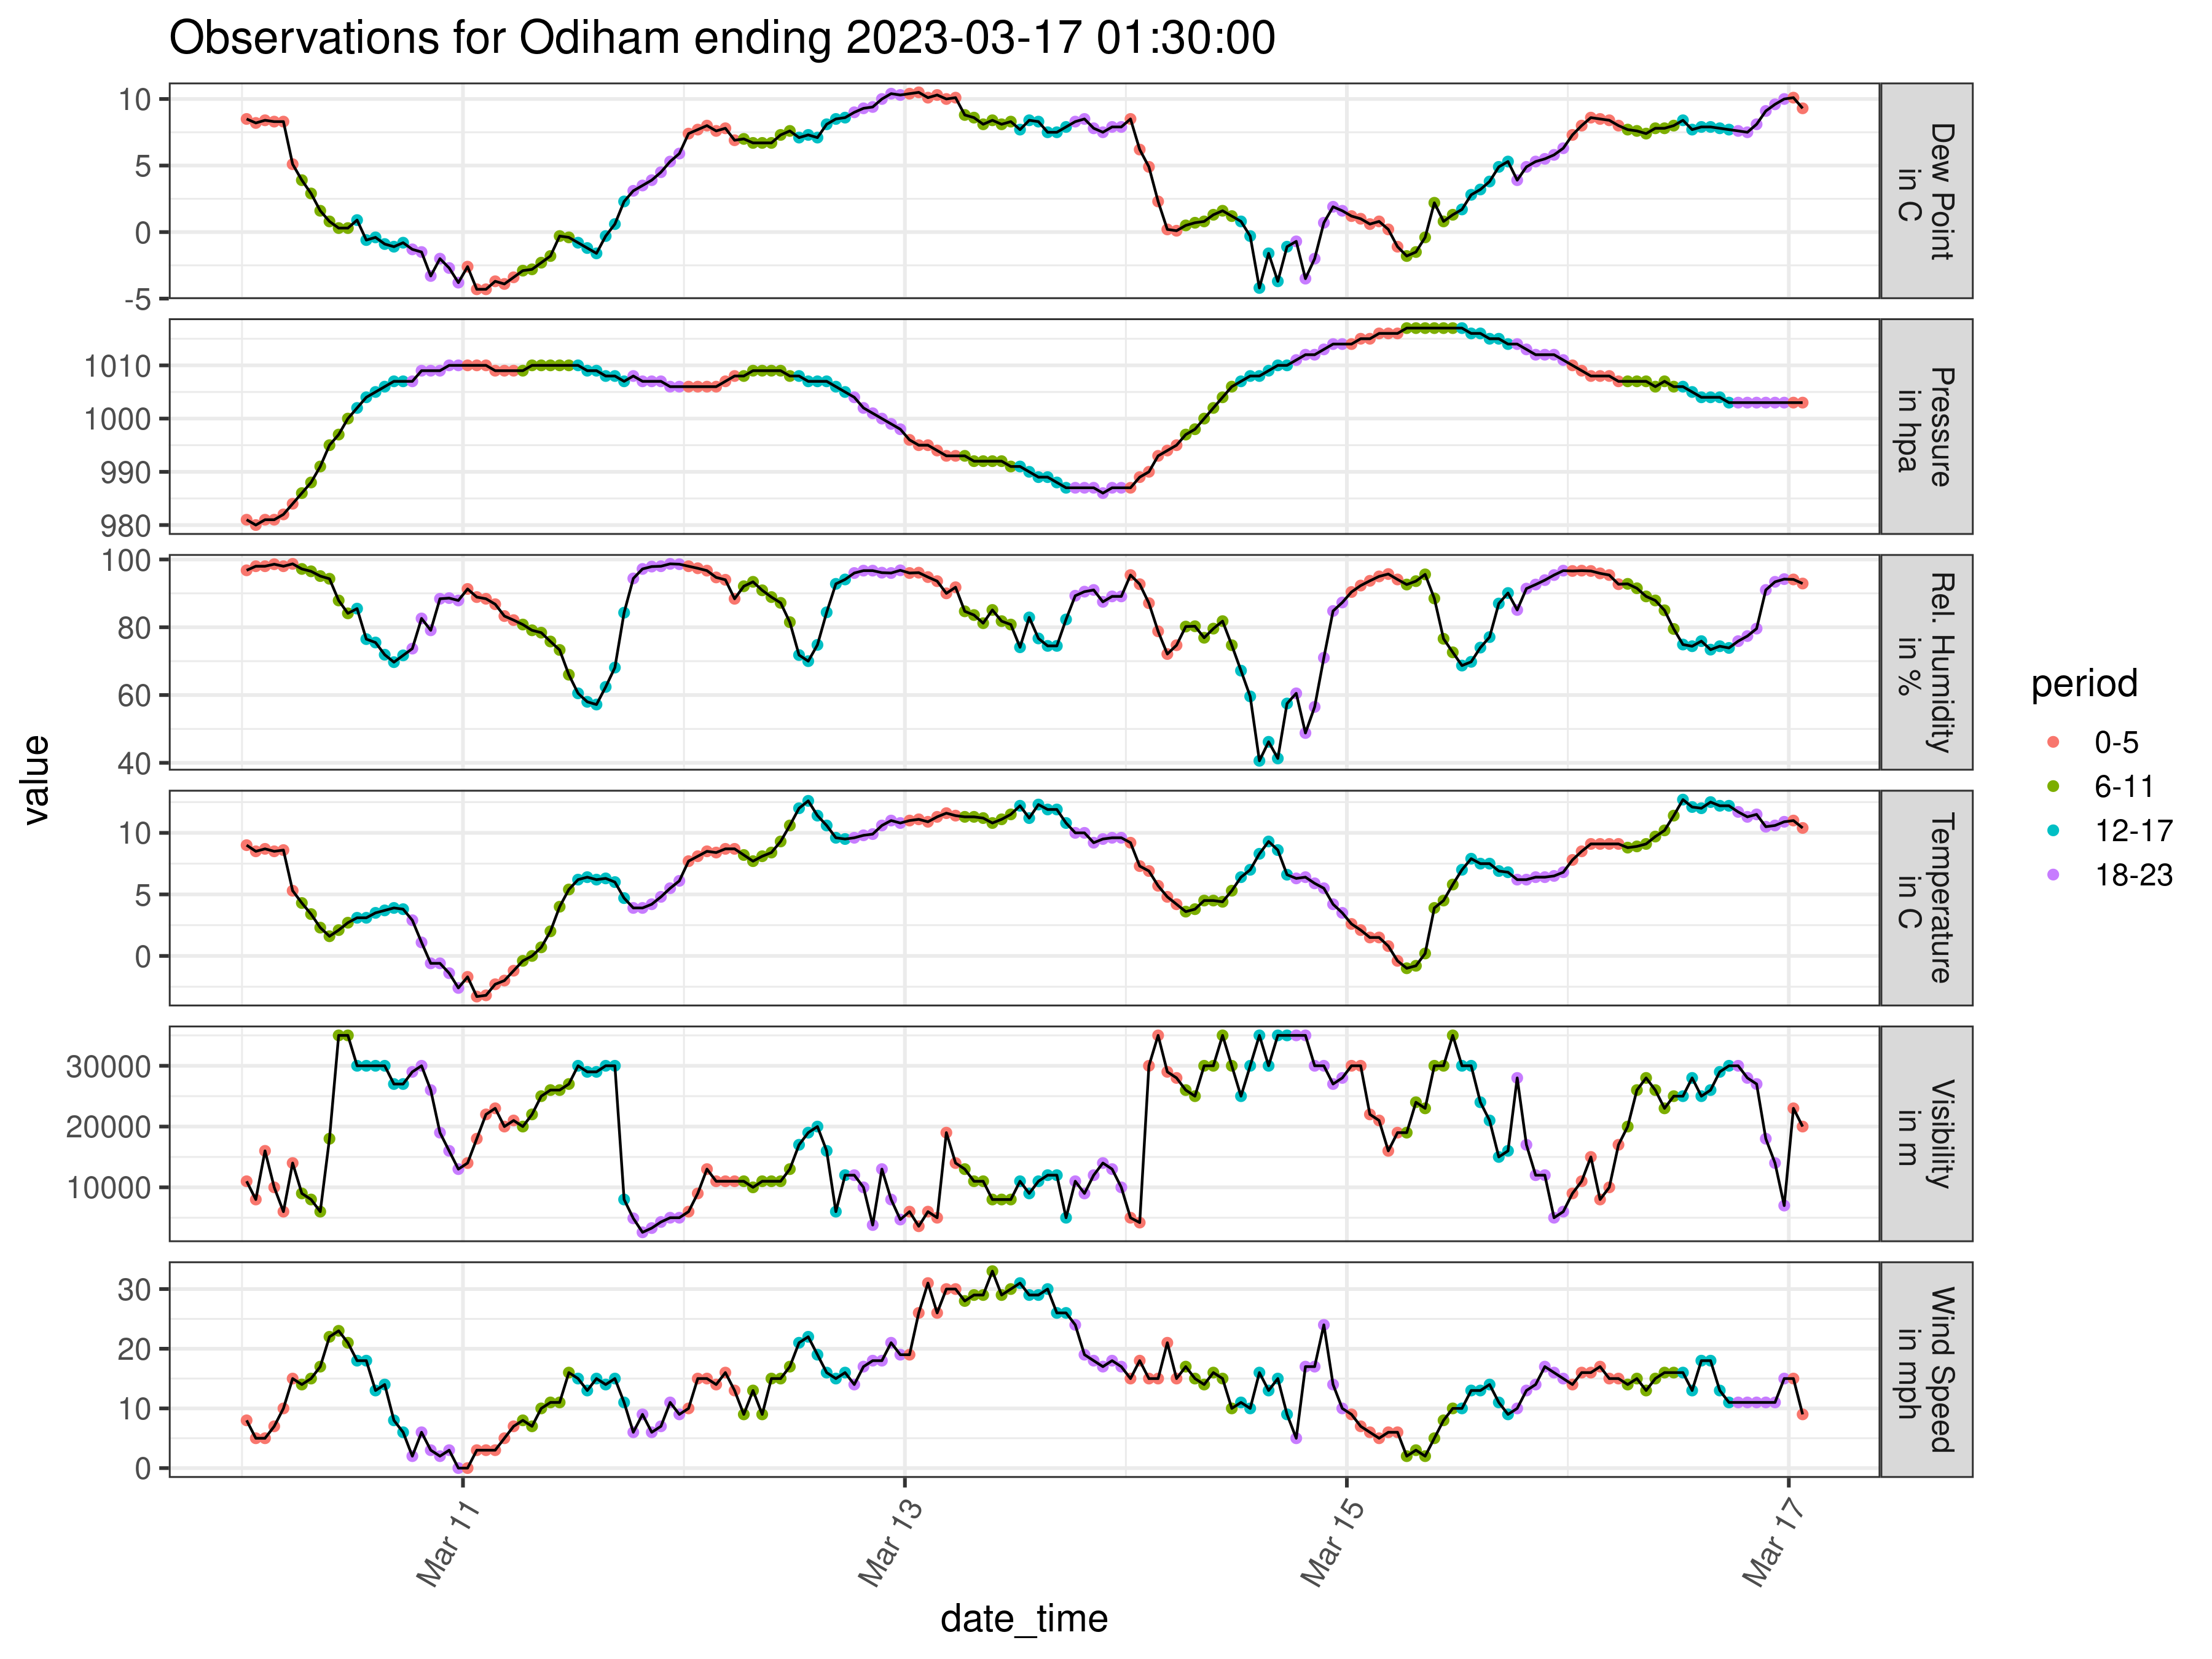 Observations for Odiham ending 2023-03-17 01:30:00
value
10
5
0
-5
Dew Point
in C
1010
1000
990
980
Pressure
in hpa
100
80
60
40
Rel. Humidity
in %
10
5
0
Temperature
in C
30000
20000
10000
Visibility
in m
30
20
10
0
Wind Speed
in mph
Mar 11
Mar 13
Mar 15
Mar 17
date_time
period
0-5
6-11
12-17
18-23